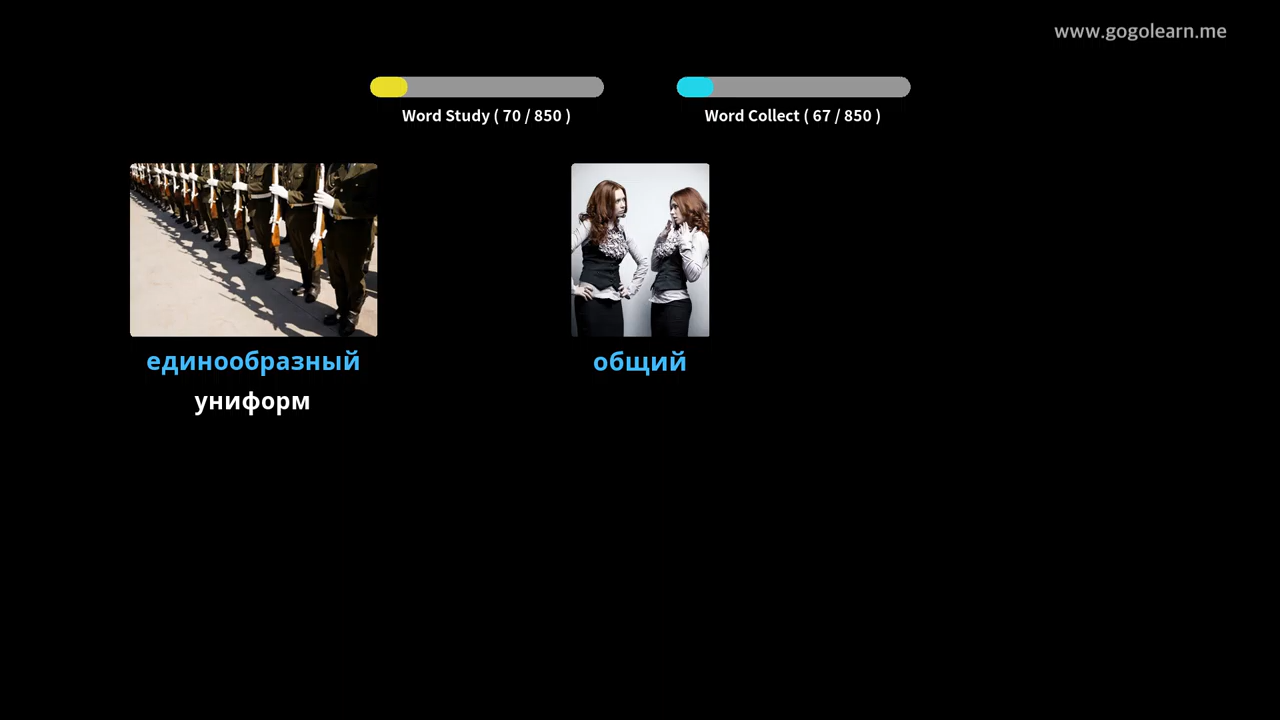 www.gogolearn.me
Word Study ( 70 / 850 )
Word Collect ( 67 / 850 )
единообразный
униформ
общий